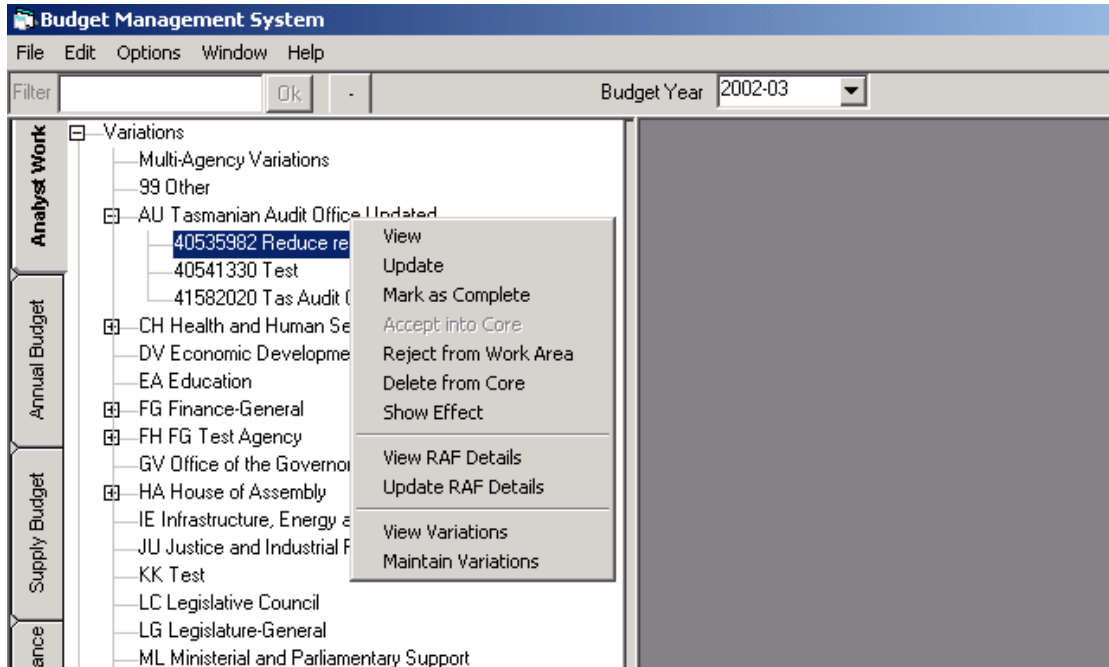 Budget Management System
File Edit Options Window Help
Filter Ok - Budget Year 2002-03
Analyst Work
Annual Budget
Supply Budget
ance
Variations
Multi-Agency Variations
99 Other
AU Tasmanian Audit Office Updated
40535982 Reduce re
40541330 Test
41582020 Tas Audit
CH Health and Human Se
DV Economic Developme
EA Education
FG Finance-General
FH FG Test Agency
GV Office of the Governor
HA House of Assembly
IE Infrastructure, Energy a
JU Justice and Industrial
KK Test
LC Legislative Council
LG Legislature-General
ML Ministerial and Parliamentary Support
View
Update
Mark as Complete
Accept into Core
Reject from Work Area
Delete from Core
Show Effect
View RAF Details
Update RAF Details
View Variations
Maintain Variations